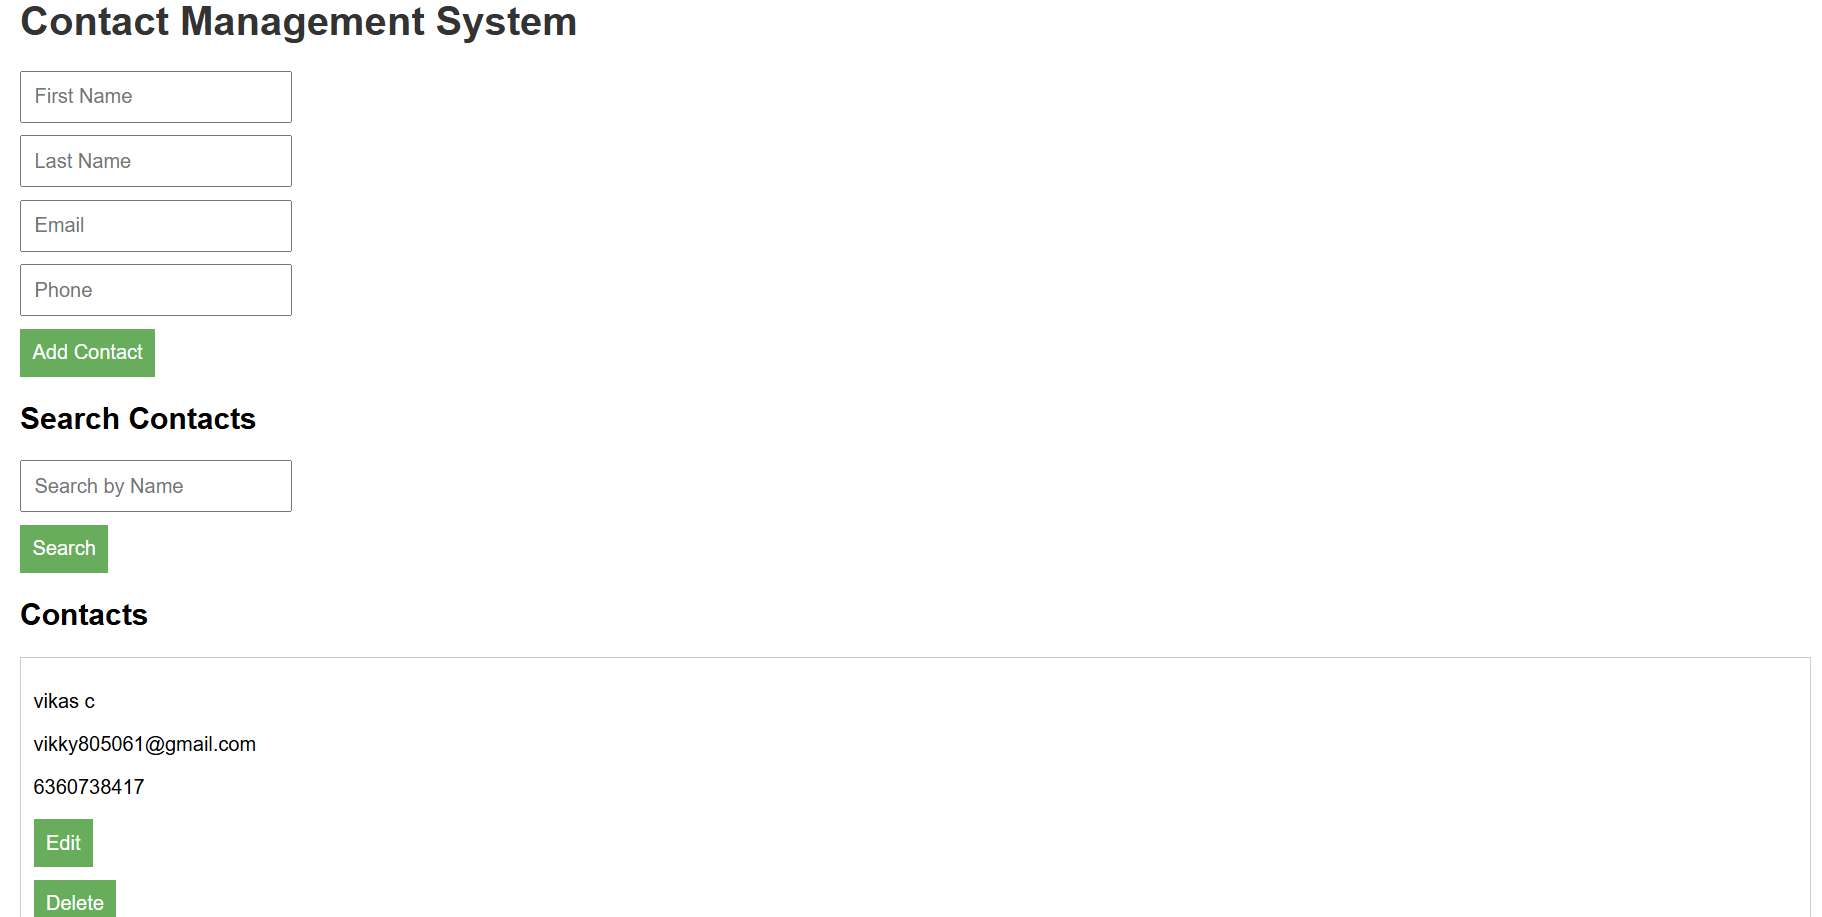 Contact Management System
First Name
Last Name
Email
Phone
Add Contact
Search Contacts
Search by Name
Search
Contacts
vikas c
vikky805061@gmail.com
6360738417
Edit
Delete